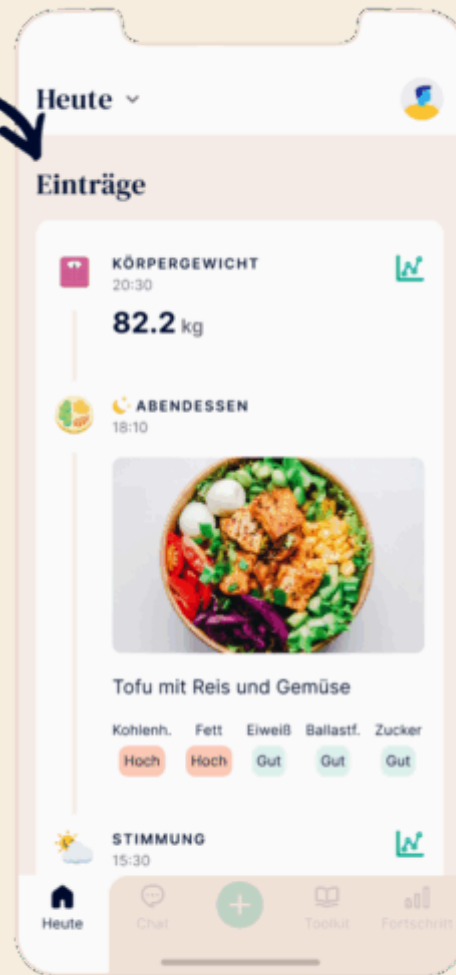 Heute
Einträge
KÖRPERGEWICHT
20:30
82.2 kg
ABENDESSEN
18:10
Tofu mit Reis und Gemüse
Kohlenh. Fett Eiweiß Ballastf. Zucker
Hoch Hoch Gut Gut Gut
STIMMUNG
15:30
Heute Chat Toolkit Fortschritt